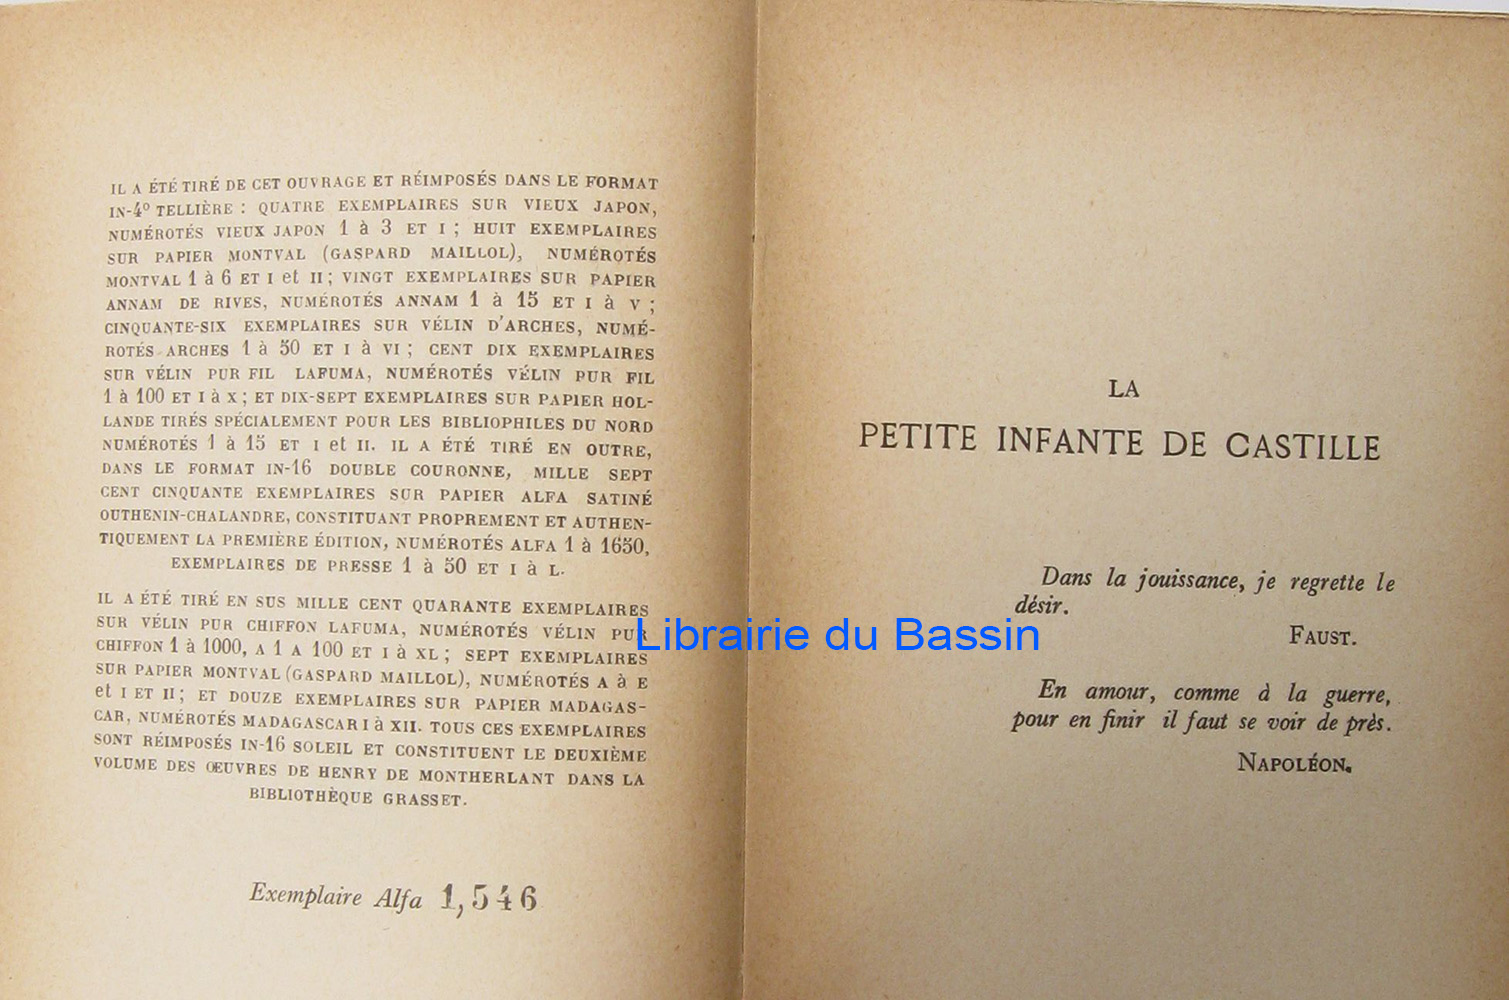 IL A ÉTÉ TIRÉ DE CET OUVRAGE ET RÉIMPOSÉS DANS LE FORMAT
IN-4º TELLIÈRE : QUATRE EXEMPLAIRES SUR VIEUX JAPON,
NUMÉROTÉS VIEUX JAPON 1 à 3 ET I ; HUIT EXEMPLAIRES
SUR PAPIER MONTVAL (GASPARD MAILLOL), NUMÉROTÉS
MONTVAL 1 à 6 ET I et II ; VINGT EXEMPLAIRES SUR PAPIER
ANNAM DE RIVES, NUMÉROTÉS ANNAM 1 à 15 ET I à V ;
CINQUANTE-SIX EXEMPLAIRES SUR VÉLIN D'ARCHES, NUMÉ-
ROTÉS ARCHES 1 à 50 ET I à VI ; CENT DIX EXEMPLAIRES
SUR VÉLIN PUR FIL LAFUMA, NUMÉROTÉS VÉLIN PUR FIL
1 à 100 ET I à X ; ET DIX-SEPT EXEMPLAIRES SUR PAPIER HOL-
LANDE TIRÉS SPÉCIALEMENT POUR LES BIBLIOPHILES DU NORD
NUMÉROTÉS 1 à 15 ET I et II. IL A ÉTÉ TIRÉ EN OUTRE,
DANS LE FORMAT IN-16 DOUBLE COURONNE, MILLE SEPT
CENT CINQUANTE EXEMPLAIRES SUR PAPIER ALFA SATINÉ
OUTHENIN-CHALANDRE, CONSTITUANT PROPREMENT ET AUTHEN-
TIQUEMENT LA PREMIÈRE ÉDITION, NUMÉROTÉS ALFA 1 à 1650,
EXEMPLAIRES DE PRESSE 1 à 50 ET I à L.
IL A ÉTÉ TIRÉ EN SUS MILLE CENT QUARANTE EXEMPLAIRES
SUR VÉLIN PUR CHIFFON LAFUMA, NUMÉROTÉS VÉLIN PUR
CHIFFON 1 à 1000, A 1 A 100 ET I à XL ; SEPT EXEMPLAIRES
SUR PAPIER MONTVAL (GASPARD MAILLOL), NUMÉROTÉS A à E
et I ET II ; ET DOUZE EXEMPLAIRES SUR PAPIER MADAGAS-
CAR, NUMÉROTÉS MADAGASCAR I à XII. TOUS CES EXEMPLAIRES
SONT RÉIMPOSÉS IN-16 SOLEIL ET CONSTITUENT LE DEUXIÈME
VOLUME DES ŒUVRES DE HENRY DE MONTHERLANT DANS LA
BIBLIOTHÈQUE GRASSET.
Exemplaire Alfa 1,546
LA
PETITE INFANTE DE CASTILLE
Dans la jouissance, je regrette le
désir.
FAUST.
En amour, comme à la guerre,
pour en finir il faut se voir de près.
NAPOLÉON.
Librairie du Bassin